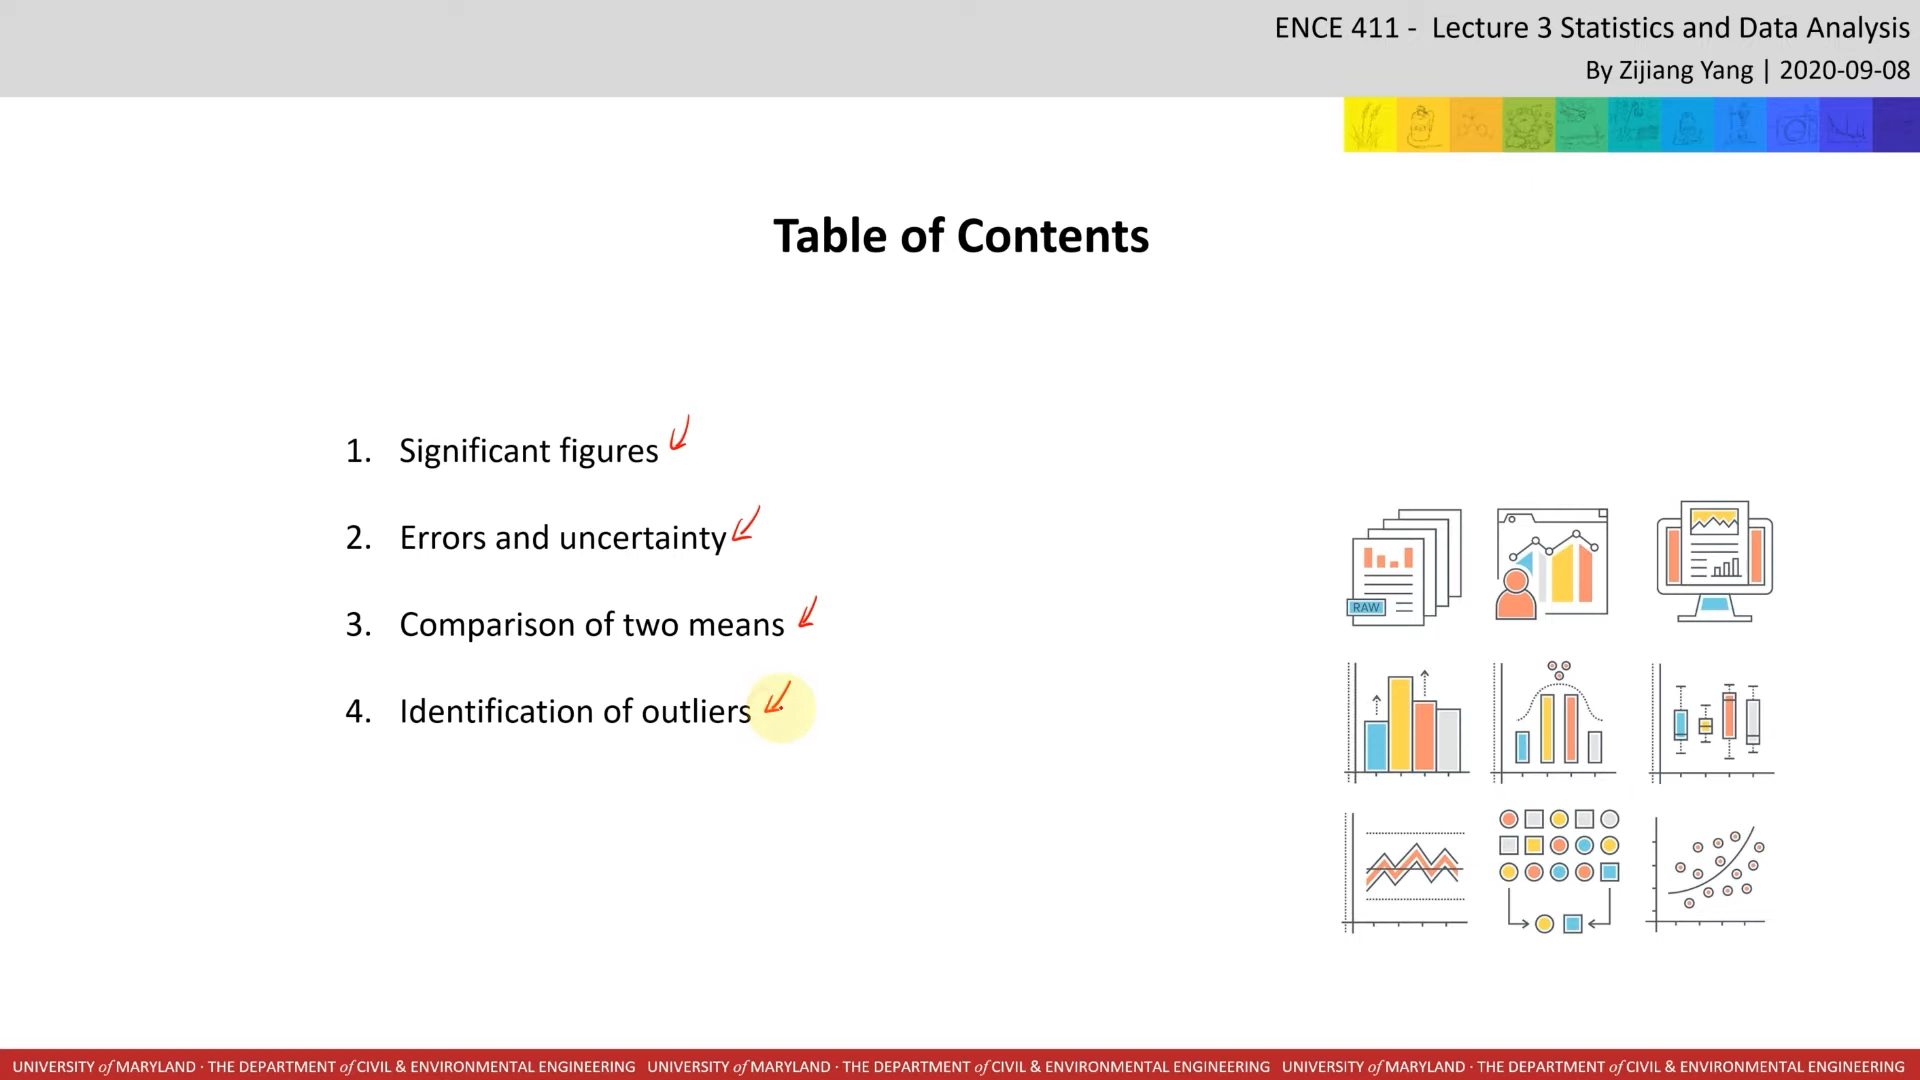 ENCE 411 -  Lecture 3 Statistics and Data Analysis
By Zijiang Yang | 2020-09-08
Table of Contents
1. Significant figures
2. Errors and uncertainty
3. Comparison of two means
4. Identification of outliers
RAW
UNIVERSITY of MARYLAND · THE DEPARTMENT of CIVIL & ENVIRONMENTAL ENGINEERING UNIVERSITY of MARYLAND · THE DEPARTMENT of CIVIL & ENVIRONMENTAL ENGINEERING UNIVERSITY of MARYLAND · THE DEPARTMENT of CIVIL & ENVIRONMENTAL ENGINEERING